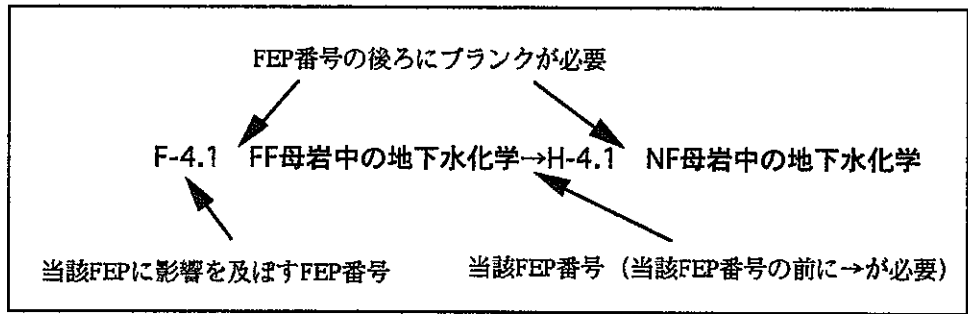 FEP番号の後ろにブランクが必要
F-4.1 FF母岩中の地下水化学→H-4.1 NF母岩中の地下水化学
当該FEPに影響を及ぼすFEP番号
当該FEP番号（当該FEP番号の前に→が必要）